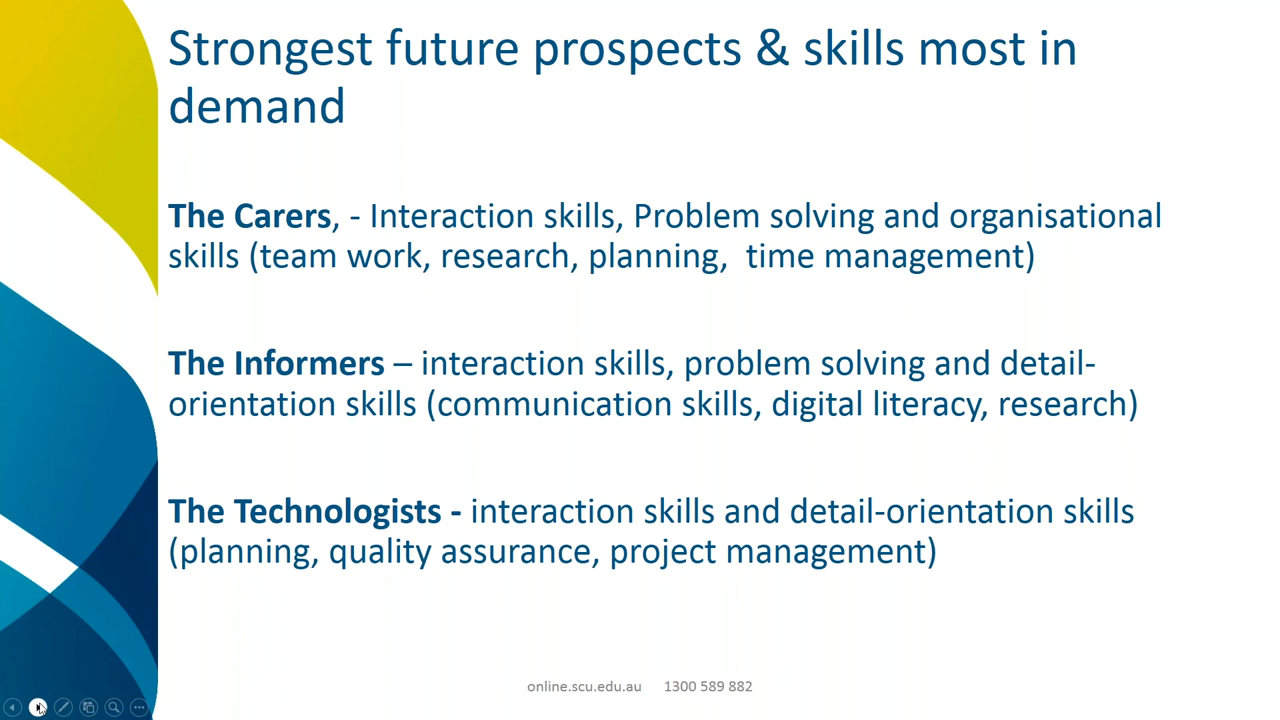 Strongest future prospects & skills most in
demand
The Carers, - Interaction skills, Problem solving and organisational
skills (team work, research, planning,  time management)
The Informers – interaction skills, problem solving and detail-
orientation skills (communication skills, digital literacy, research)
The Technologists - interaction skills and detail-orientation skills
(planning, quality assurance, project management)
online.scu.edu.au 1300 589 882